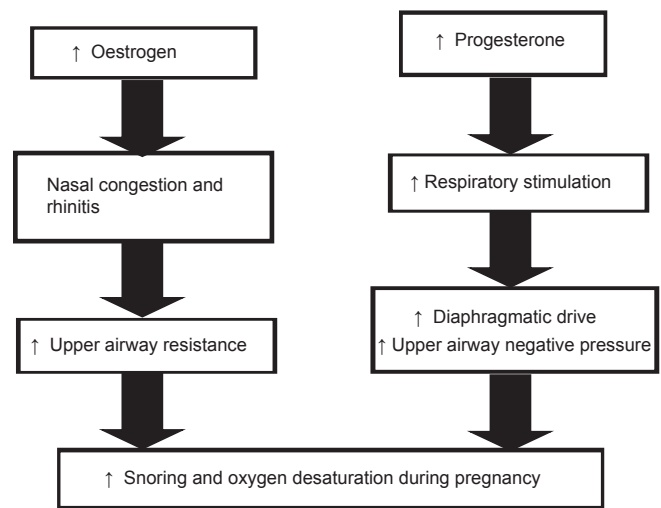 ↑ Oestrogen
↑ Progesterone
Nasal congestion and
rhinitis
↑ Respiratory stimulation
↑ Upper airway resistance
↑ Diaphragmatic drive
↑ Upper airway negative pressure
↑ Snoring and oxygen desaturation during pregnancy